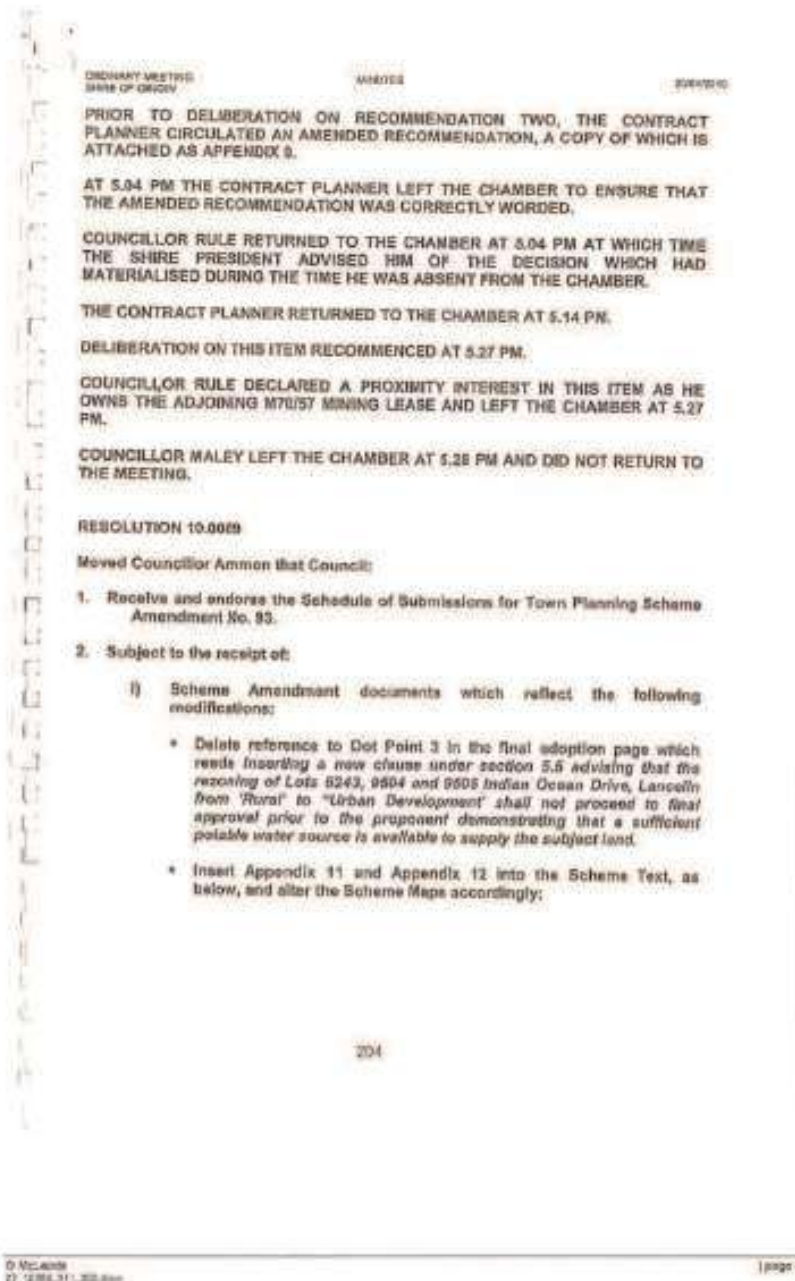 ORDINARY MEETING
SHIRE OF GINGIN
MINUTES
PRIOR TO DELIBERATION ON RECOMMENDATION TWO, THE CONTRACT
PLANNER CIRCULATED AN AMENDED RECOMMENDATION, A COPY OF WHICH IS
ATTACHED AS APPENDIX 9.
AT 5.04 PM THE CONTRACT PLANNER LEFT THE CHAMBER TO ENSURE THAT
THE AMENDED RECOMMENDATION WAS CORRECTLY WORDED.
COUNCILLOR RULE RETURNED TO THE CHAMBER AT 5.04 PM AT WHICH TIME
THE SHIRE PRESIDENT ADVISED HIM OF THE DECISION WHICH HAD
MATERIALISED DURING THE TIME HE WAS ABSENT FROM THE CHAMBER.
THE CONTRACT PLANNER RETURNED TO THE CHAMBER AT 5.14 PM.
DELIBERATION ON THIS ITEM RECOMMENCED AT 5.27 PM.
COUNCILLOR RULE DECLARED A PROXIMITY INTEREST IN THIS ITEM AS HE
OWNS THE ADJOINING M70/57 MINING LEASE AND LEFT THE CHAMBER AT 5.27
PM.
COUNCILLOR MALEY LEFT THE CHAMBER AT 5.28 PM AND DID NOT RETURN TO
THE MEETING.
RESOLUTION 10.0069
Moved Councillor Ammon that Council:
1. Receive and endorse the Schedule of Submissions for Town Planning Scheme
Amendment No. 93.
2. Subject to the receipt of:
i) Scheme Amendment documents which reflect the following
modifications:
• Delete reference to Dot Point 3 in the final adoption page which
reads Inserting a new clause under section 5.5 advising that the
rezoning of Lots 5243, 9504 and 9505 Indian Ocean Drive, Lancelin
from 'Rural' to "Urban Development' shall not proceed to final
approval prior to the proponent demonstrating that a sufficient
potable water source is available to supply the subject land.
• Insert Appendix 11 and Appendix 12 into the Scheme Text, as
below, and alter the Scheme Maps accordingly:
204
© McLeods
| page